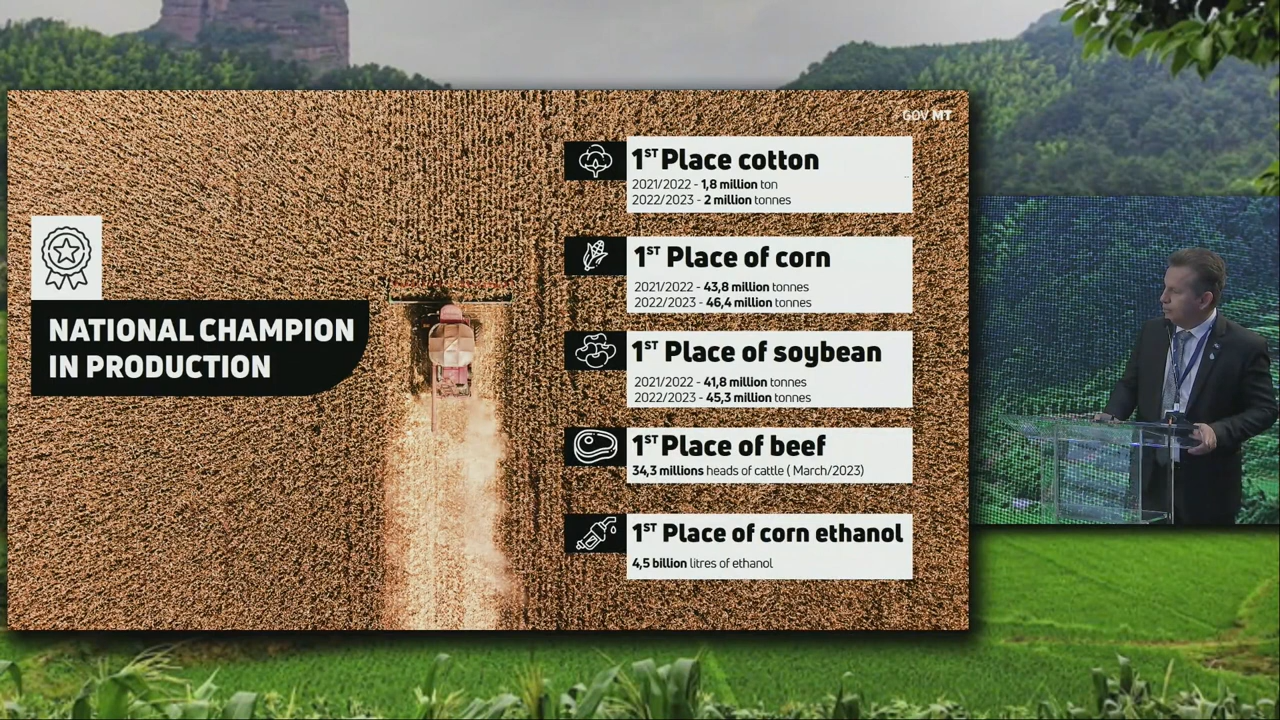 GOV MT
NATIONAL CHAMPION
IN PRODUCTION
1ST Place cotton
2021/2022 - 1,8 million ton
2022/2023 - 2 million tonnes
1ST Place of corn
2021/2022 - 43,8 million tonnes
2022/2023 - 46,4 million tonnes
1ST Place of soybean
2021/2022 - 41,8 million tonnes
2022/2023 - 45,3 million tonnes
1ST Place of beef
34,3 millions heads of cattle ( March/2023)
1ST Place of corn ethanol
4,5 billion litres of ethanol